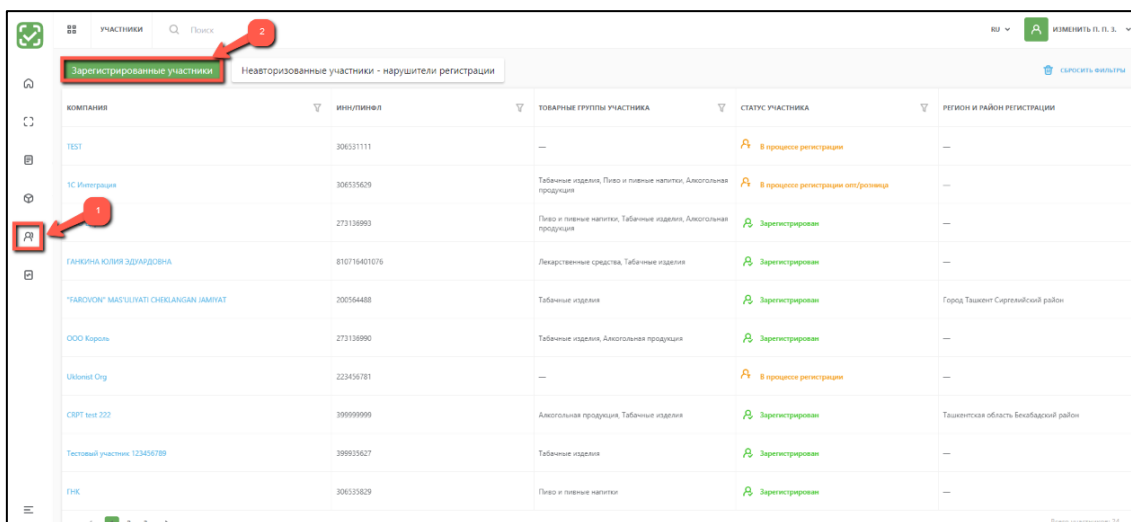 УЧАСТНИКИ
Поиск
2
RU
ИЗМЕНИТЬ П. П. З.
Зарегистрированные участники
Неавторизованные участники - нарушители регистрации
СБРОСИТЬ ФИЛЬТРЫ
КОМПАНИЯ ИНН/ПИНФЛ ТОВАРНЫЕ ГРУППЫ УЧАСТНИКА СТАТУС УЧАСТНИКА РЕГИОН И РАЙОН РЕГИСТРАЦИИ
TEST 306531111 — В процессе регистрации —
1С Интеграция 306535629 Табачные изделия, Пиво и пивные напитки, Алкогольная
продукция В процессе регистрации опт/розница —
1
273136993 Пиво и пивные напитки, Табачные изделия, Алкогольная
продукция Зарегистрирован —
ГАНКИНА ЮЛИЯ ЭДУАРДОВНА 810716401076 Лекарственные средства, Табачные изделия Зарегистрирован —
"FAROVON" MAS'ULIYATI CHEKLANGAN JAMIYAT 200564488 Табачные изделия Зарегистрирован Город Ташкент Сиргелийский район
ООО Король 273136990 Табачные изделия, Алкогольная продукция Зарегистрирован —
Uklonist Org 223456781 — В процессе регистрации —
CRPT test 222 399999999 Алкогольная продукция, Табачные изделия Зарегистрирован Ташкентская область Бекабадский район
Тестовый участник 123456789 399935627 Табачные изделия Зарегистрирован —
ГНК 306535829 Пиво и пивные напитки Зарегистрирован —